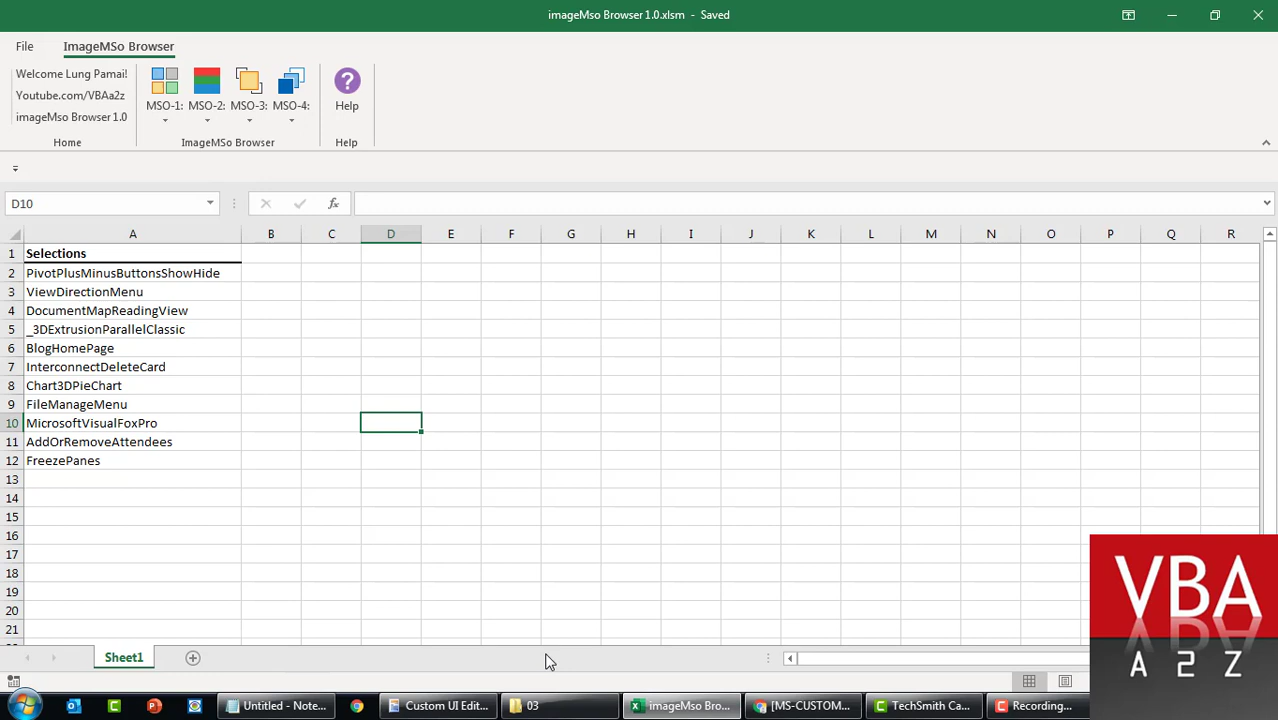 imageMso Browser 1.0.xlsm - Saved
File ImageMSo Browser
Welcome Lung Pamai!
Youtube.com/VBAa2z
imageMso Browser 1.0
MSO-1: MSO-2: MSO-3: MSO-4: Help
Home ImageMSo Browser Help
D10 fx
A B C D E F G H I J K L M N O P Q R
1 Selections
2 PivotPlusMinusButtonsShowHide
3 ViewDirectionMenu
4 DocumentMapReadingView
5 _3DExtrusionParallelClassic
6 BlogHomePage
7 InterconnectDeleteCard
8 Chart3DPieChart
9 FileManageMenu
10 MicrosoftVisualFoxPro
11 AddOrRemoveAttendees
12 FreezePanes
13
14
15
16
17
18
19
20
21
Sheet1
Untitled - Note... Custom UI Edit... 03 imageMso Bro... [MS-CUSTOM... TechSmith Ca... Recording...
VBA
A 2 Z